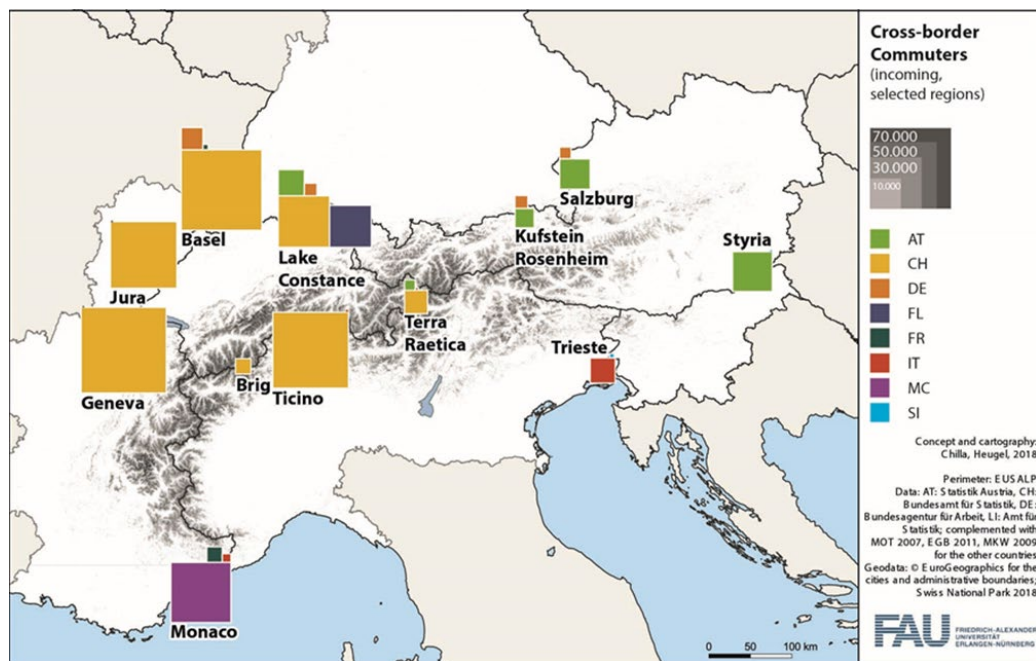 Cross-border
Commuters
(incoming,
selected regions)
70.000
50.000
30.000
10.000
AT
CH
DE
FL
FR
IT
MC
SI
Basel
Jura
Geneva
Lake
Constance
Brig
Ticino
Terra
Raetica
Kufstein
Rosenheim
Salzburg
Styria
Trieste
Monaco
0 50 100 km
Concept and cartography:
Chilla, Heugel, 2018
Perimeter: EUSALP
Data: AT: Statistik Austria, CH:
Bundesamt für Statistik, DE:
Bundesagentur für Arbeit, LI: Amt für
Statistik; complemented with
MOT 2007, EGB 2011, MKW 2009
for the other countries
Geodata: © EuroGeographics for the
cities and administrative boundaries;
Swiss National Park 2018
FAU
FRIEDRICH-ALEXANDER
UNIVERSITÄT
ERLANGEN-NÜRNBERG